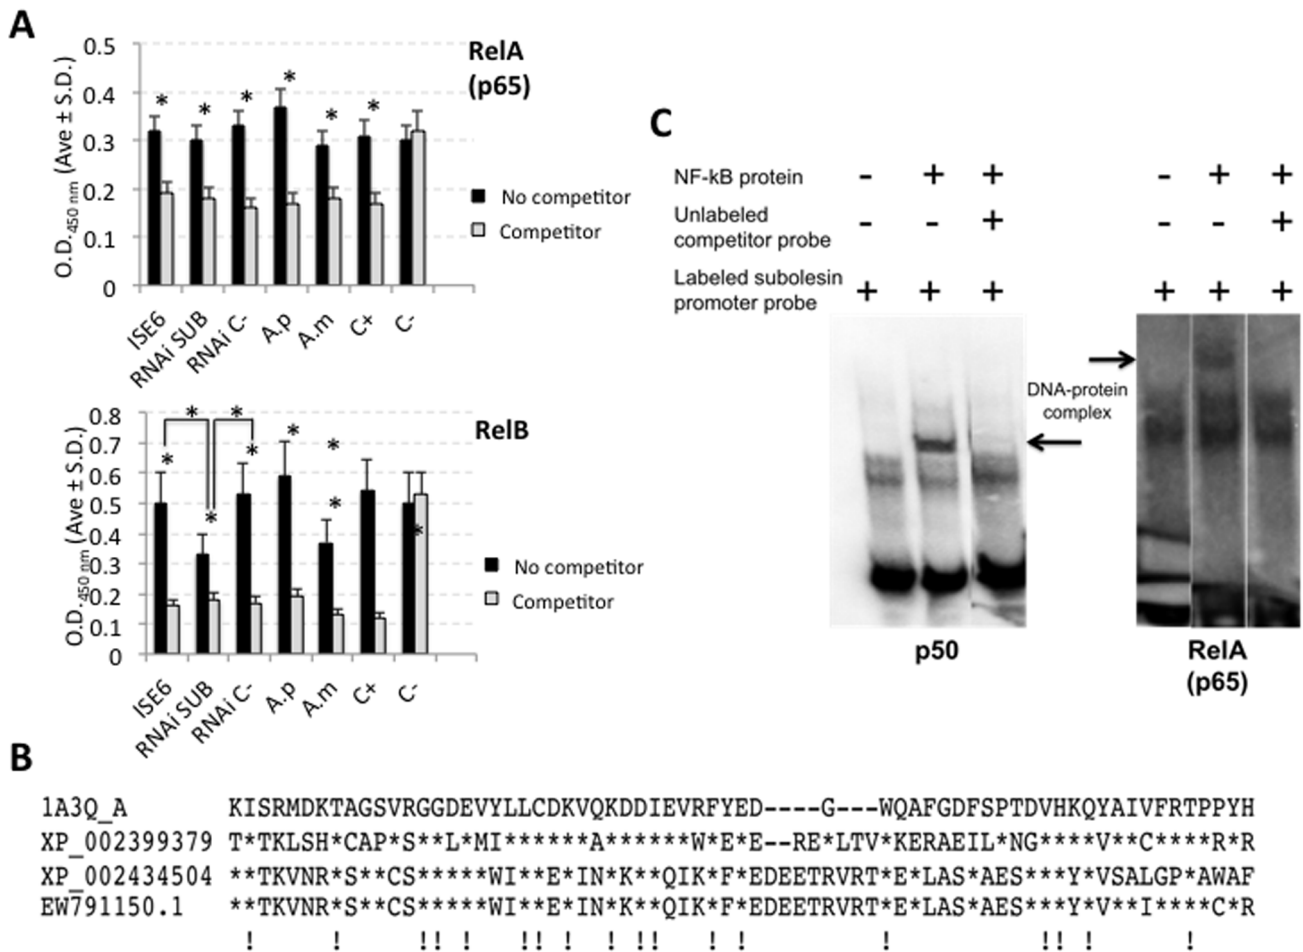 A
RelA
(p65)
O.D.450 nm (Ave ± S.D.)
0.5
0.4
0.3
0.2
0.1
0
* * * * * *
No competitor
Competitor
ISE6 RNAi SUB RNAi C- A.p A.m C+ C-
RelB
O.D.450 nm (Ave ± S.D.)
0.8
0.7
0.6
0.5
0.4
0.3
0.2
0.1
0
* *
* * * * * * *
No competitor
Competitor
ISE6 RNAi SUB RNAi C- A.p A.m C+ C-
C
NF-kB protein - + + - + +
Unlabeled
competitor probe - - + - - +
Labeled subolesin
promoter probe + + + + + +
DNA-protein
complex
p50
RelA
(p65)
B
1A3Q_A KISRMDKTAGSVRGGDEVYLLCDKVQKDDIEVRFYED----G---WQAFGDFSPTDVHKQYAIVFRTPPYH
XP_002399379 T*TKLSH*CAP*S**L*MI******A******W*E*E--RE*LTV*KERAEIL*NG****V**C****R*R
XP_002434504 **TKVNR*S**CS*****WI**E*IN*K**QIK*F*EDEETRVRT*E*LAS*AES***Y*VSALGP*AWAF
EW791150.1 **TKVNR*S**CS*****WI**E*IN*K**QIK*F*EDEETRVRT*E*LAS*AES***Y*V**I****C*R
! ! !! ! !! ! ! !! ! ! ! !! ! !